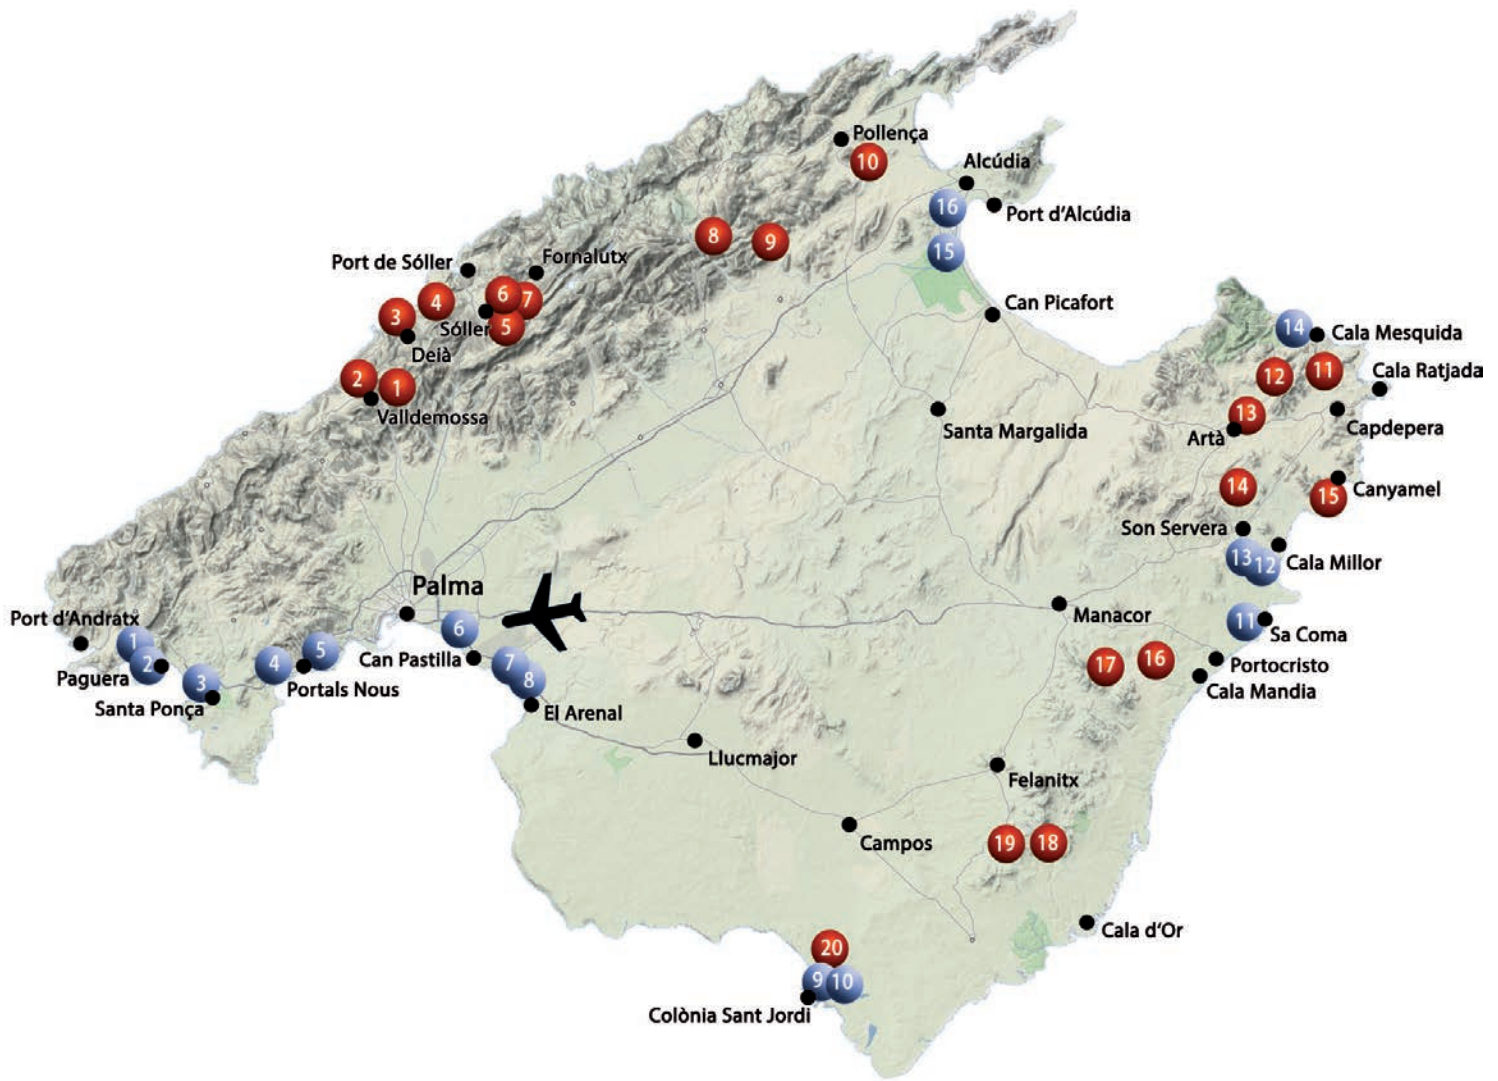 Pollença
10
Alcúdia
16
Port d'Alcúdia
8
9
15
Port de Sóller
Fornalutx
6
7
4
3
Sóller
5
Deià
Can Picafort
14
Cala Mesquida
2
1
Valldemossa
12
11
Cala Ratjada
13
Artà
Capdepera
Santa Margalida
14
15
Canyamel
Son Servera
13
12
Cala Millor
Palma
Port d'Andratx
1
2
Paguera
3
Santa Ponça
4
5
Portals Nous
6
Can Pastilla
7
8
El Arenal
Manacor
11
Sa Coma
17
16
Portocristo
Cala Mandia
Llucmajor
Felanitx
Campos
19
18
Cala d'Or
20
9
10
Colònia Sant Jordi